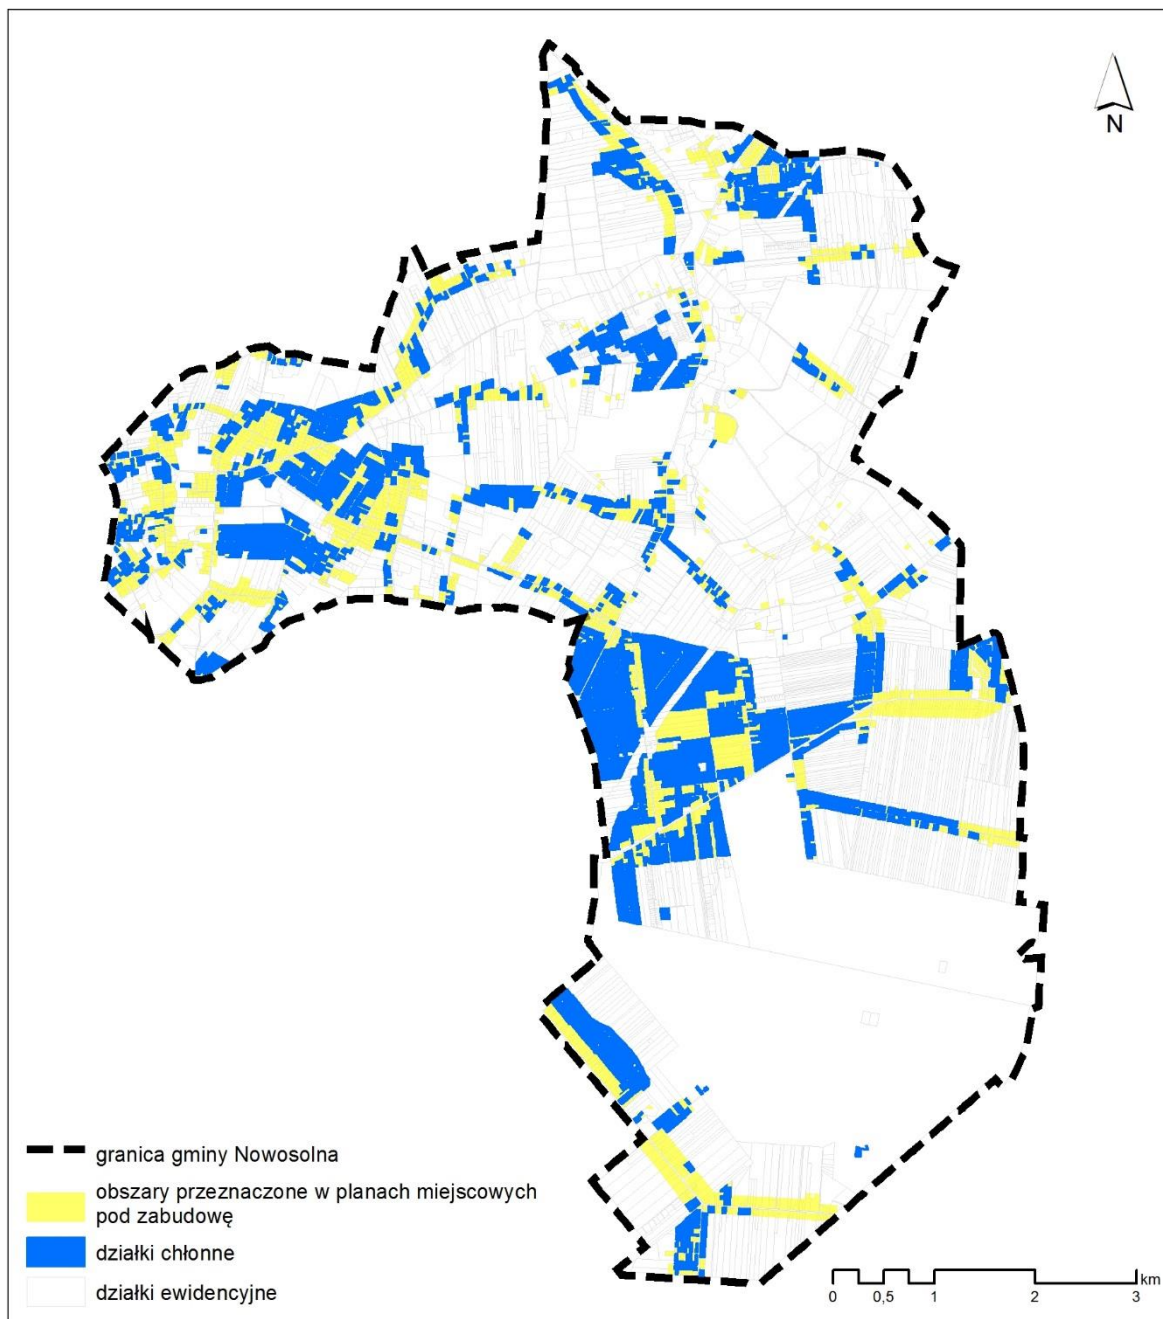 N
granica gminy Nowosolna
obszary przeznaczone w planach miejscowych
pod zabudowę
działki chłonne
działki ewidencyjne
km
0 0,5 1 2 3